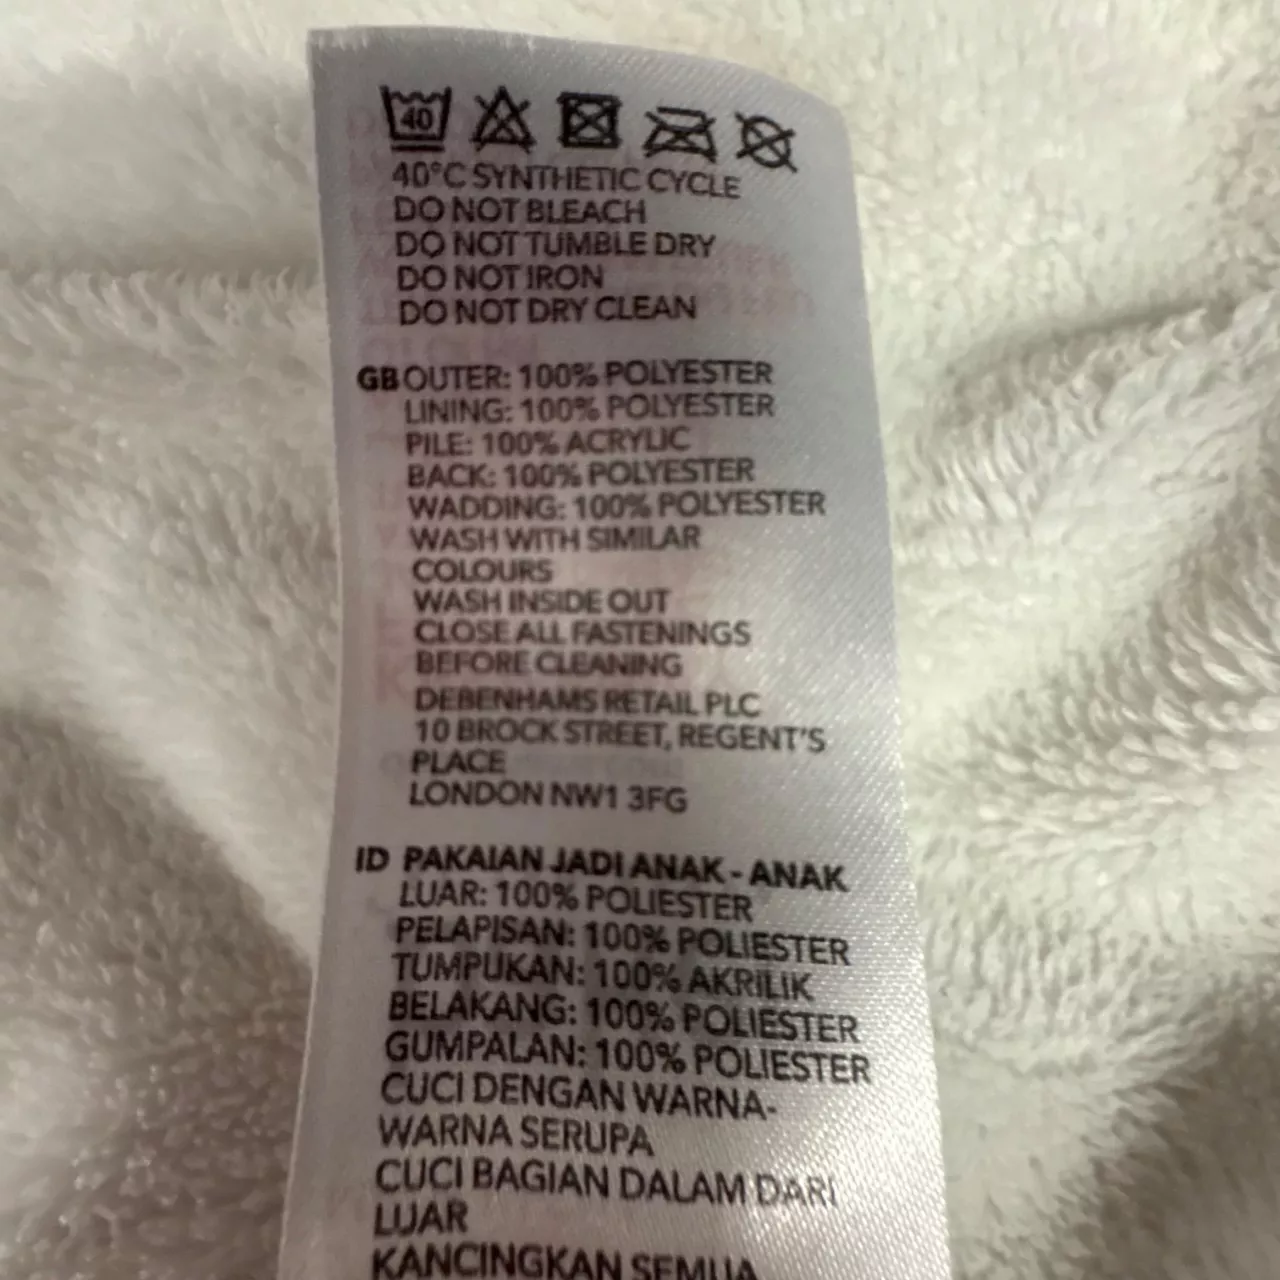 40
40°C SYNTHETIC CYCLE
DO NOT BLEACH
DO NOT TUMBLE DRY
DO NOT IRON
DO NOT DRY CLEAN
GB OUTER: 100% POLYESTER
LINING: 100% POLYESTER
PILE: 100% ACRYLIC
BACK: 100% POLYESTER
WADDING: 100% POLYESTER
WASH WITH SIMILAR
COLOURS
WASH INSIDE OUT
CLOSE ALL FASTENINGS
BEFORE CLEANING
DEBENHAMS RETAIL PLC
10 BROCK STREET, REGENT'S
PLACE
LONDON NW1 3FG
ID PAKAIAN JADI ANAK - ANAK
LUAR: 100% POLIESTER
PELAPISAN: 100% POLIESTER
TUMPUKAN: 100% AKRILIK
BELAKANG: 100% POLIESTER
GUMPALAN: 100% POLIESTER
CUCI DENGAN WARNA-
WARNA SERUPA
CUCI BAGIAN DALAM DARI
LUAR
KANCINGKAN SEMUA